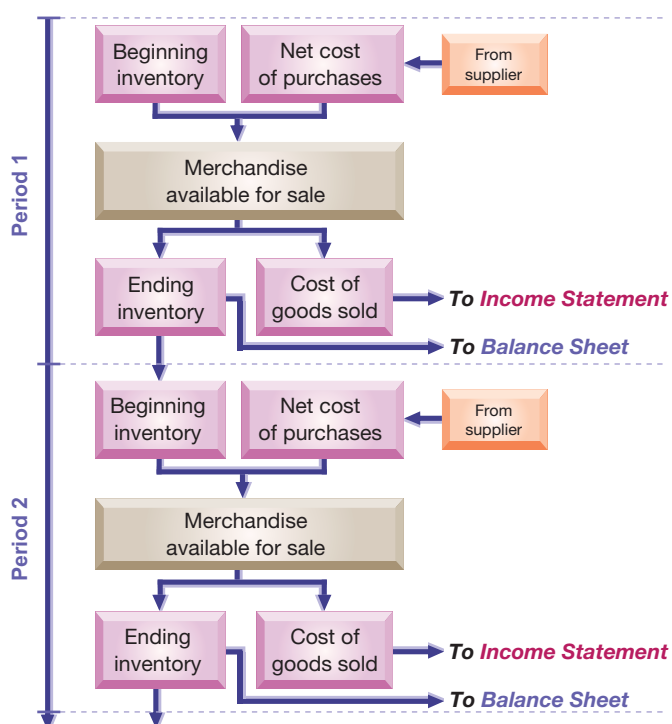 Period 1
Beginning
inventory
Net cost
of purchases
From
supplier
Merchandise
available for sale
Ending
inventory
Cost of
goods sold
To Income Statement
To Balance Sheet
Period 2
Beginning
inventory
Net cost
of purchases
From
supplier
Merchandise
available for sale
Ending
inventory
Cost of
goods sold
To Income Statement
To Balance Sheet